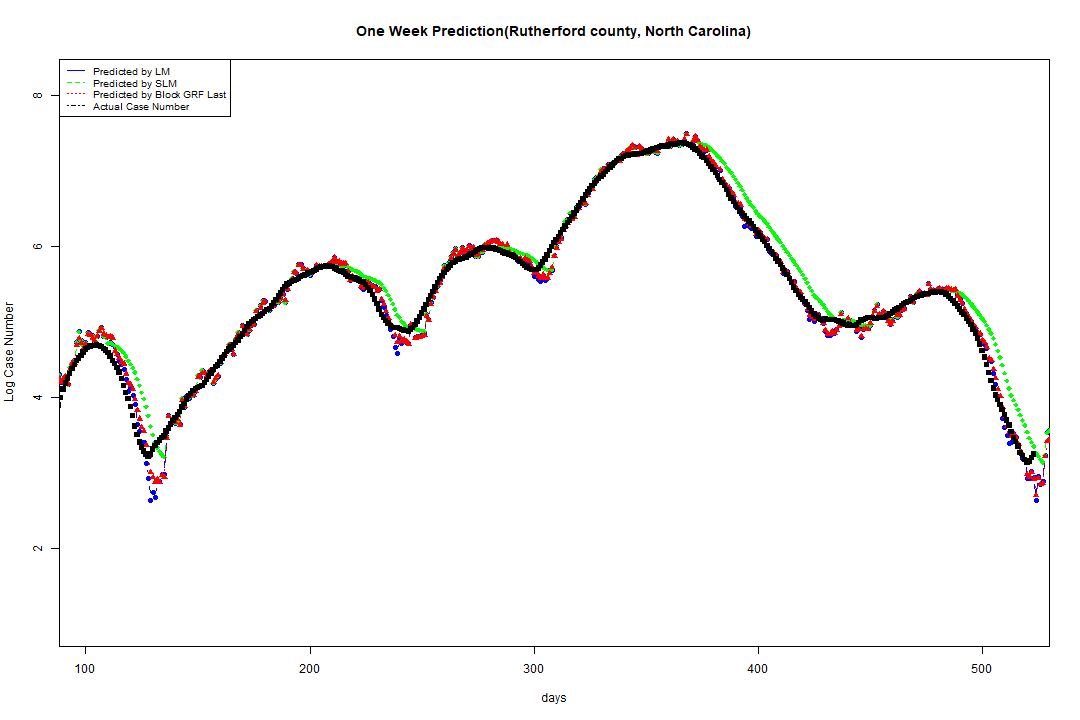 One Week Prediction(Rutherford county, North Carolina)
Predicted by LM
Predicted by SLM
Predicted by Block GRF Last
Actual Case Number
8
6
4
2
Log Case Number
100 200 300 400 500
days